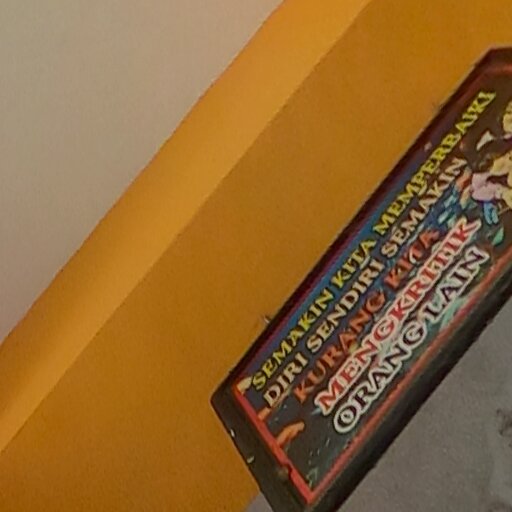 SEMAKIN KITA MEMPERBAIKI
DIRI SENDIRI SEMAKIN
KURANG KITA
MENGKRITIK
ORANG LAIN